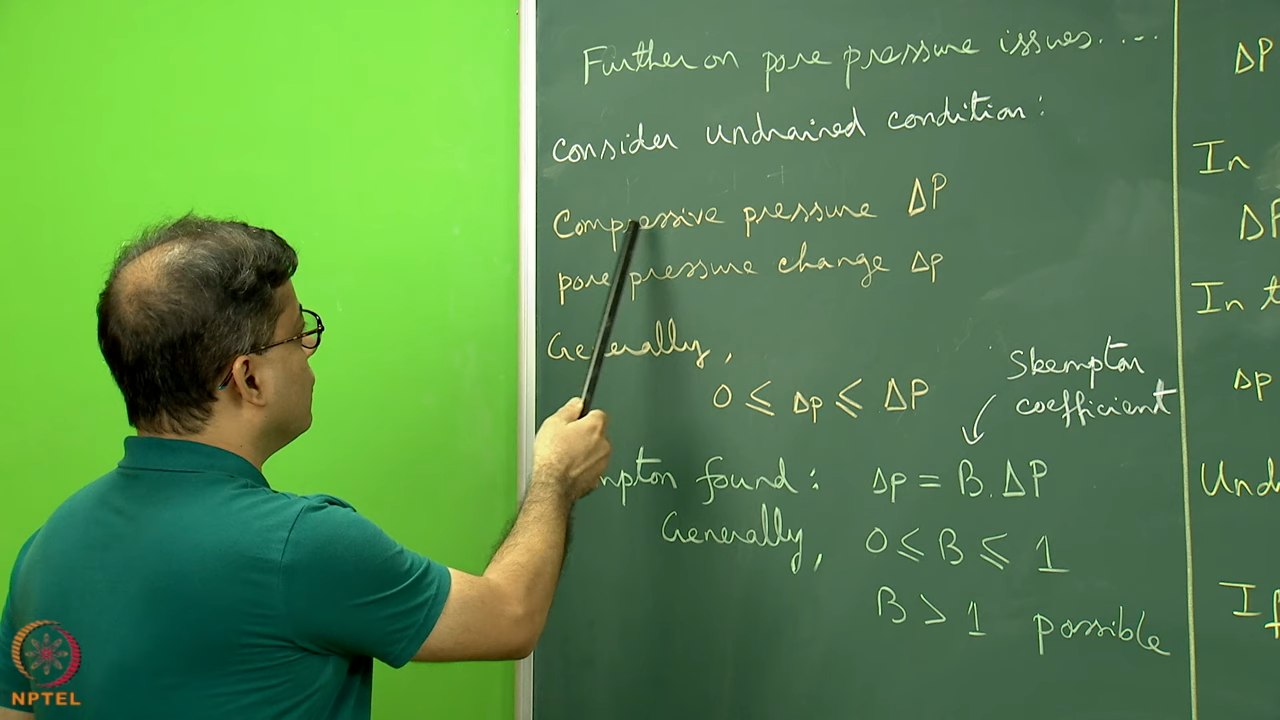 Further on pore pressure issues....
Consider undrained condition:
Compressive pressure ΔP
pore pressure change Δp
Generally,
0 ≤ Δp ≤ ΔP
Skempton
coefficient
found: Δp = B.ΔP
Generally, 0 ≤ B ≤ 1
B > 1 possible
ΔP
In
ΔP
In
Δp
If
NPTEL